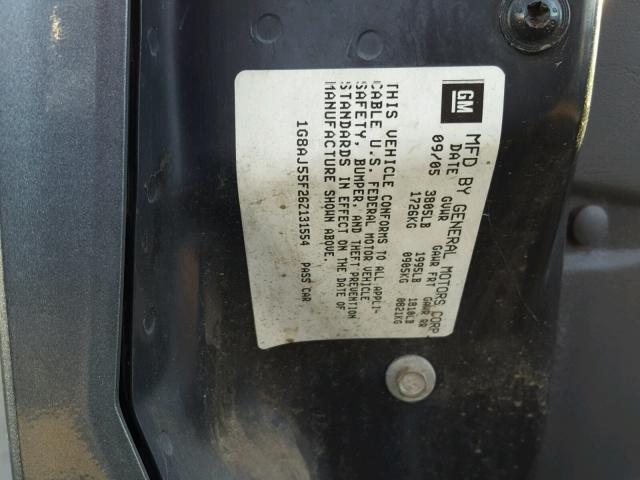 GM
MFD BY GENERAL MOTORS CORP
DATE GVWR GAWR FRT GAWR RR
09/05 3805LB 1995LB 1810LB
1726KG 0905KG 0821KG
THIS VEHICLE CONFORMS TO ALL APPLI-
CABLE U.S. FEDERAL MOTOR VEHICLE
SAFETY, BUMPER, AND THEFT PREVENTION
STANDARDS IN EFFECT ON THE DATE OF
MANUFACTURE SHOWN ABOVE.
1G8AJ55F26Z131554 PASS CAR